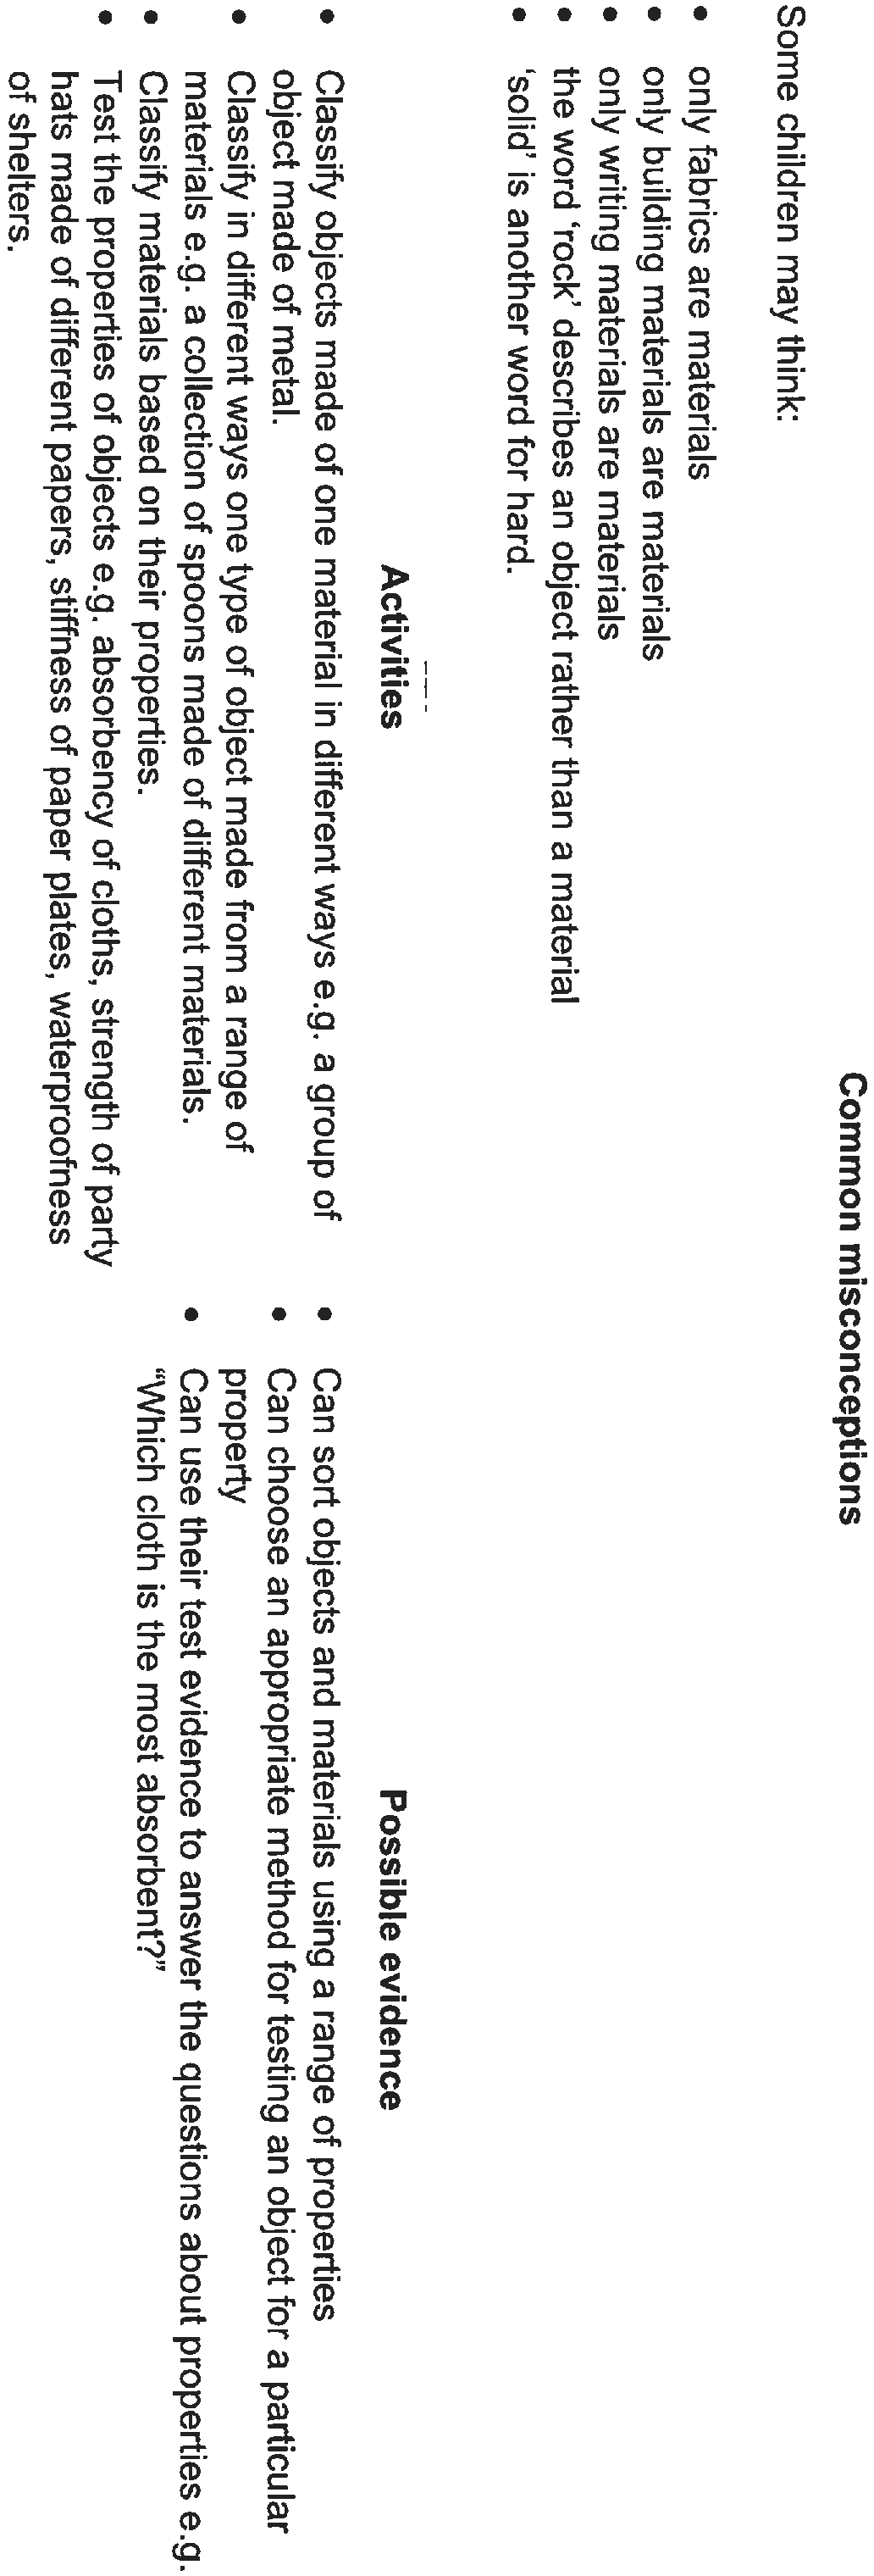 Common misconceptions
Some children may think:
• only fabrics are materials
• only building materials are materials
• only writing materials are materials
• the word ‘rock’ describes an object rather than a material
• ‘solid’ is another word for hard.
Activities
• Classify objects made of one material in different ways e.g. a group of
object made of metal.
• Classify in different ways one type of object made from a range of
materials e.g. a collection of spoons made of different materials.
• Classify materials based on their properties.
• Test the properties of objects e.g. absorbency of cloths, strength of party
hats made of different papers, stiffness of paper plates, waterproofness
of shelters.
Possible evidence
• Can sort objects and materials using a range of properties
• Can choose an appropriate method for testing an object for a particular
property
• Can use their test evidence to answer the questions about properties e.g.
“Which cloth is the most absorbent?”